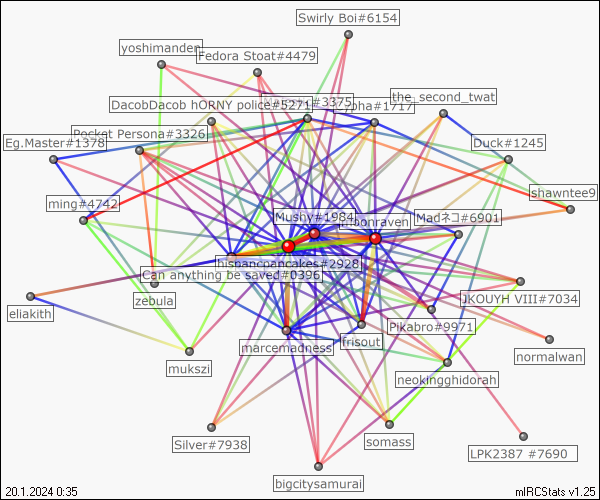 Swirly Boi#6154
yoshimanden
Fedora Stoat#4479
the_second_twat
DacobDacob hORNY police#5271
#3375
pha#1717
Pocket Persona#3326
Eg.Master#1378
Duck#1245
shawntee9
ming#4742
Mushy#1984
Madネコ#6901
hispancpancakes#2928
Can anything be saved#0396
JKOUYH VIII#7034
zebula
eliakith
Pikabro#9971
frisout
marcemadness
normalwan
mukszi
neokingghidorah
Silver#7938
somass
LPK2387 #7690
bigcitysamurai
20.1.2024 0:35
mIRCStats v1.25